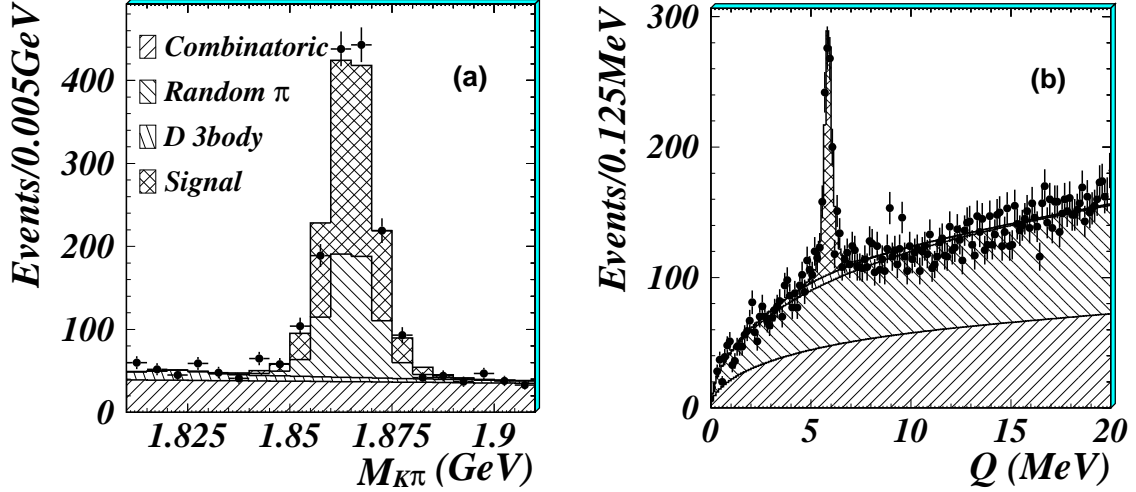 Events/0.005GeV
400
300
200
100
0
Combinatoric
Random π
D 3body
Signal
(a)
1.825 1.85 1.875 1.9
M_Kπ (GeV)
Events/0.125MeV
300
200
100
0
(b)
0 5 10 15 20
Q (MeV)